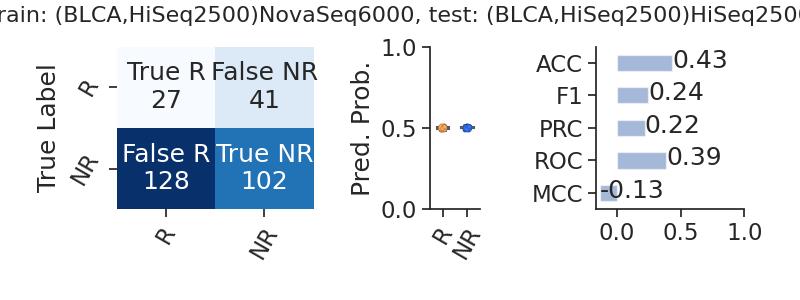 rain: (BLCA,HiSeq2500)NovaSeq6000, test: (BLCA,HiSeq2500)HiSeq250
True Label
R
NR
True R
27
False NR
41
False R
128
True NR
102
R
NR
Pred. Prob.
1.0
0.5
0.0
R
NR
ACC
F1
PRC
ROC
MCC
0.43
0.24
0.22
0.39
-0.13
0.0
0.5
1.0